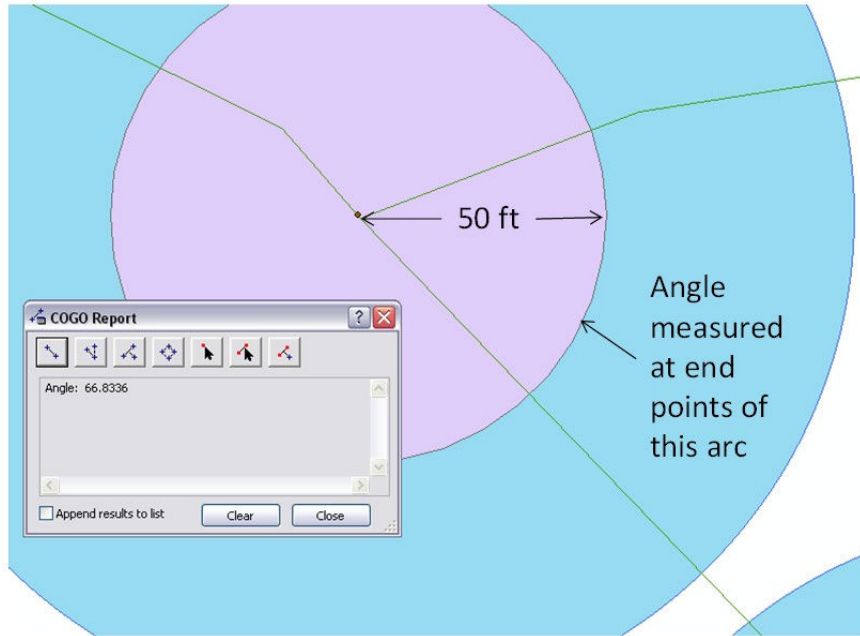 50 ft
Angle
measured
at end
points of
this arc
COGO Report
Angle: 66.8336
Append results to list
Clear
Close